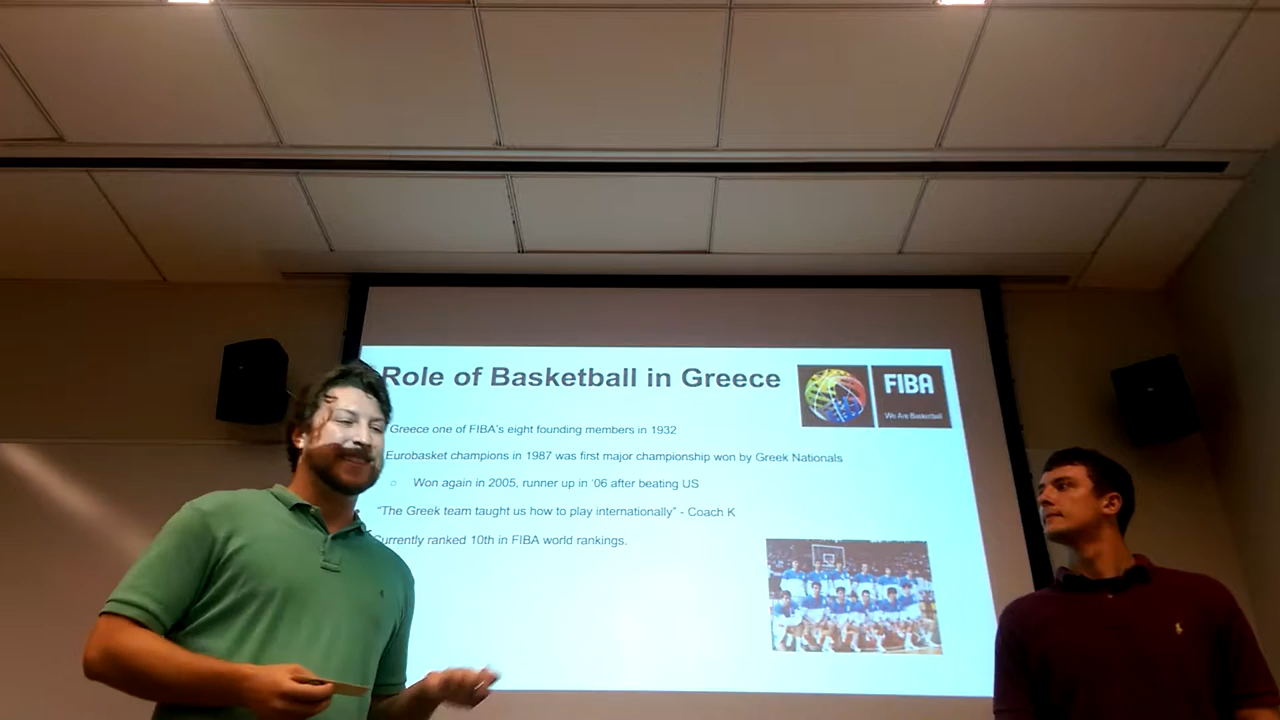 Role of Basketball in Greece
FIBA
We Are Basketball
Greece one of FIBA's eight founding members in 1932
Eurobasket champions in 1987 was first major championship won by Greek Nationals
○ Won again in 2005, runner up in '06 after beating US
"The Greek team taught us how to play internationally" - Coach K
Currently ranked 10th in FIBA world rankings.